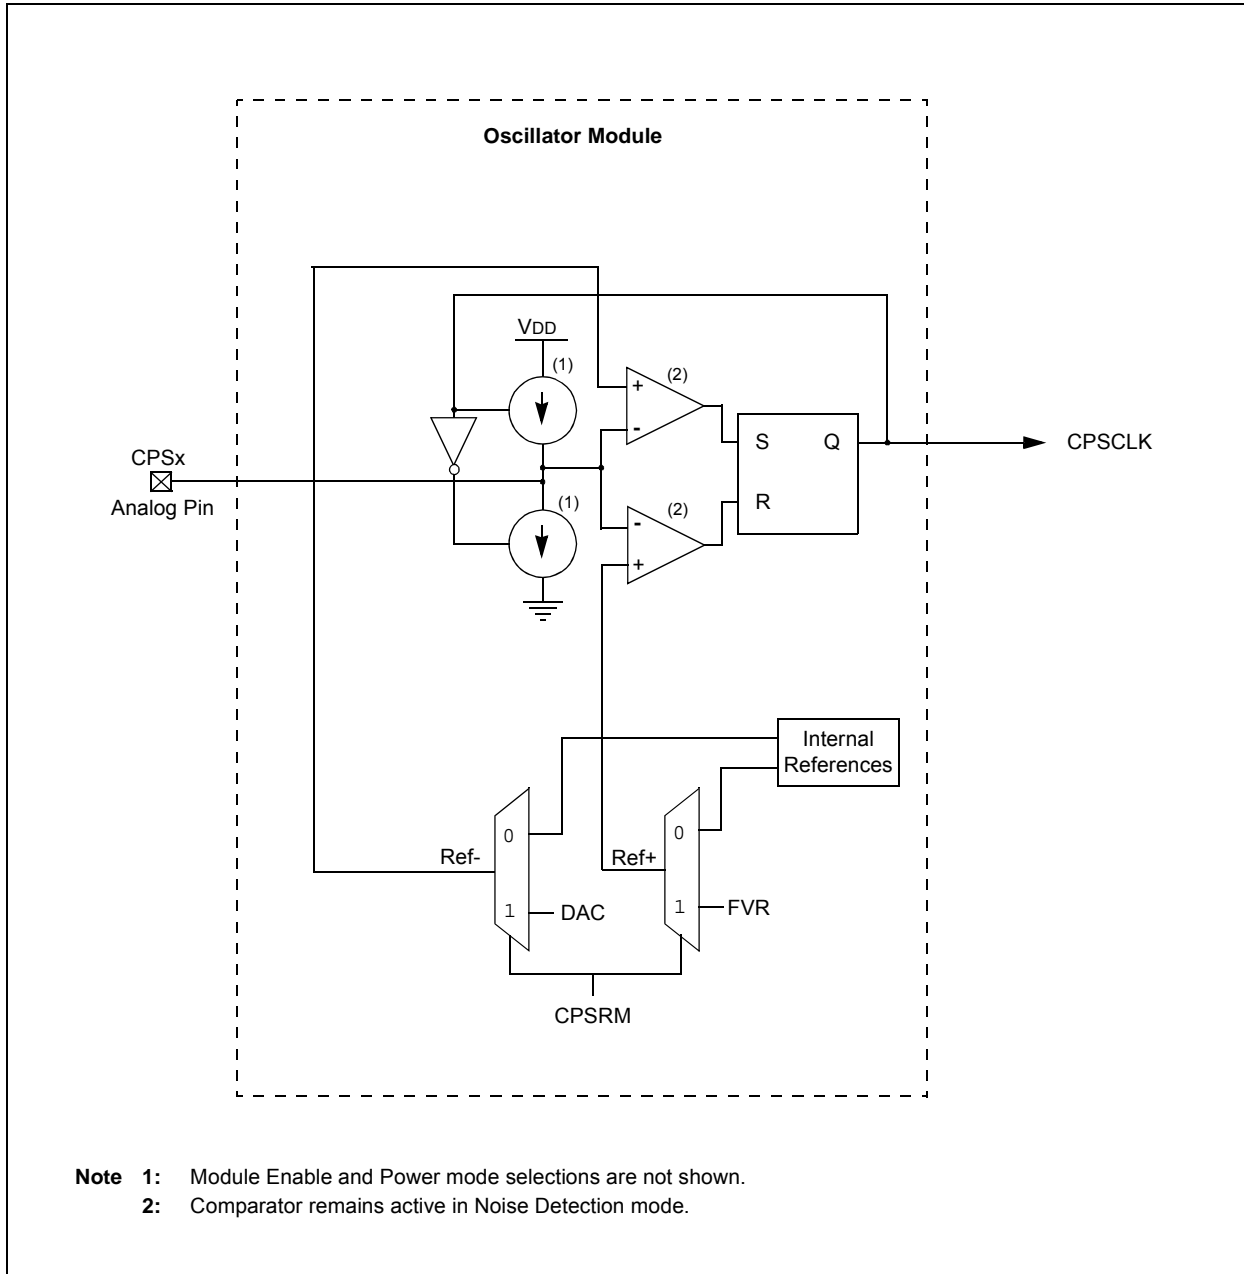 Oscillator Module
VDD
(1)
(2)
+
-
S Q
CPSCLK
CPSx
Analog Pin
(1)
(2)
R
-
+
Internal
References
0
0
Ref-
Ref+
1
DAC
1
FVR
CPSRM
Note 1: Module Enable and Power mode selections are not shown.
2: Comparator remains active in Noise Detection mode.